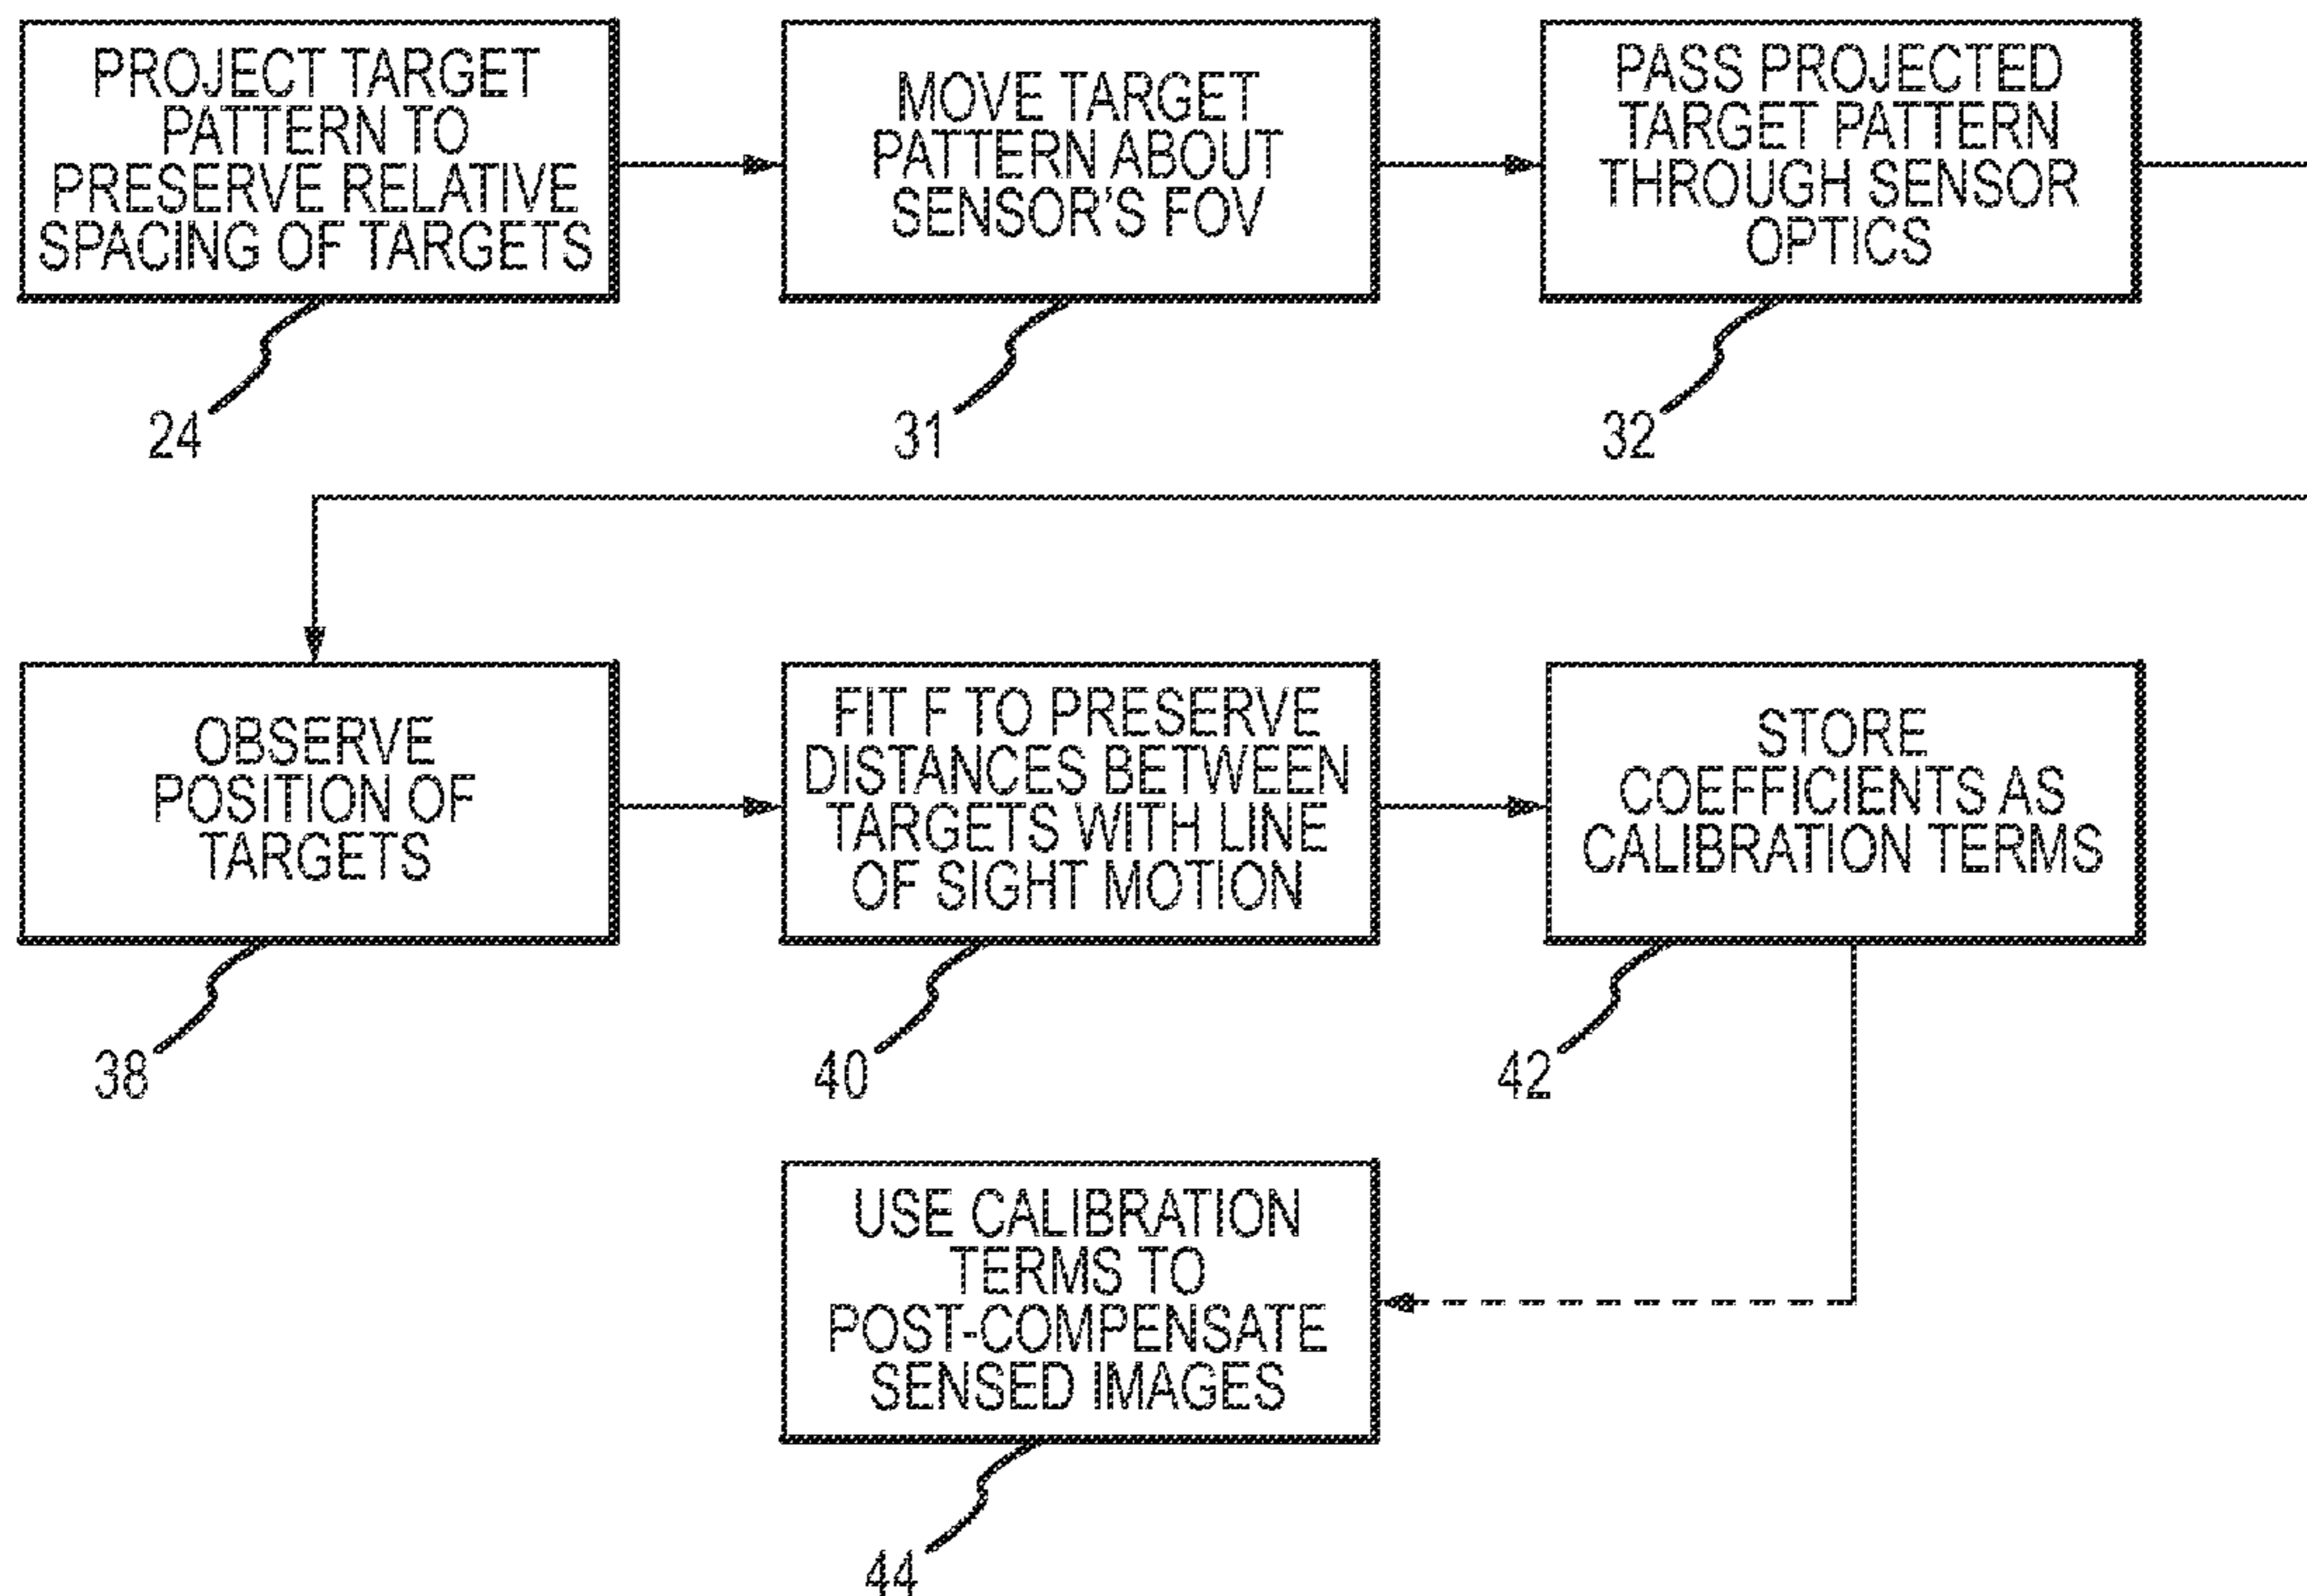 PROJECT TARGET
PATTERN TO
PRESERVE RELATIVE
SPACING OF TARGETS
24
MOVE TARGET
PATTERN ABOUT
SENSOR'S FOV
31
PASS PROJECTED
TARGET PATTERN
THROUGH SENSOR
OPTICS
32
OBSERVE
POSITION OF
TARGETS
38
FIT F TO PRESERVE
DISTANCES BETWEEN
TARGETS WITH LINE
OF SIGHT MOTION
40
STORE
COEFFICIENTS AS
CALIBRATION TERMS
42
USE CALIBRATION
TERMS TO
POST-COMPENSATE
SENSED IMAGES
44